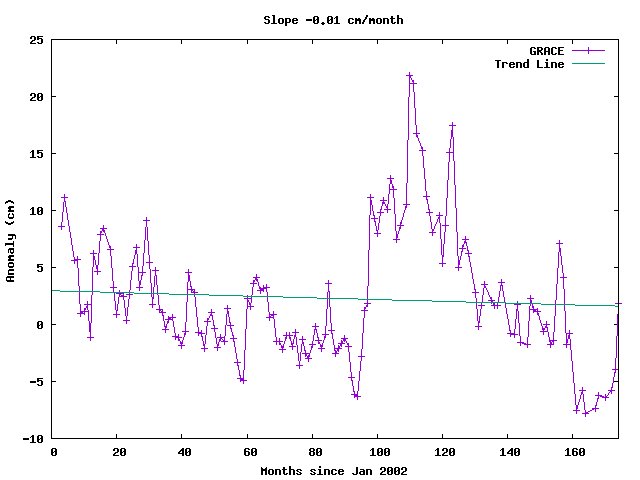 Slope -0.01 cm/month
GRACE
Trend Line
Anomaly (cm)
25
20
15
10
5
0
-5
-10
0 20 40 60 80 100 120 140 160
Months since Jan 2002